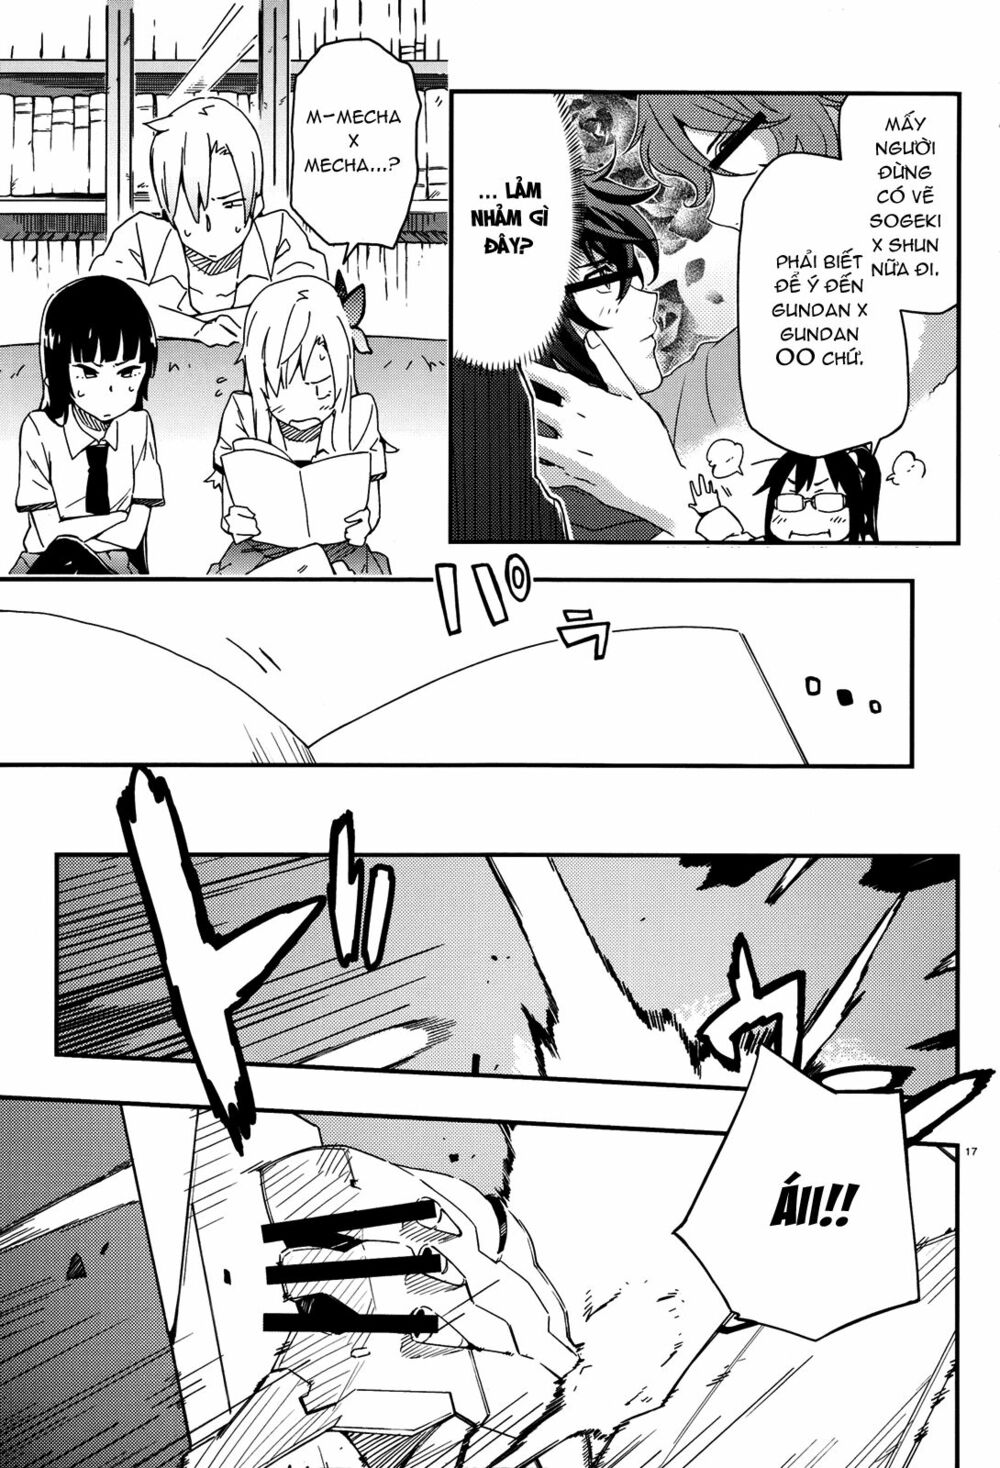 MẤY
NGƯỜI
ĐỪNG
CÓ VẼ
SOGEKI
X SHUN
NỮA ĐI.
PHẢI BIẾT
ĐỂ Ý ĐẾN
GUNDAN X
GUNDAN
OO CHỨ.
... LẢM
NHẢM GÌ
ĐÂY?
M-MECHA
X
MECHA...?
パラ
...
17
ÁII!!